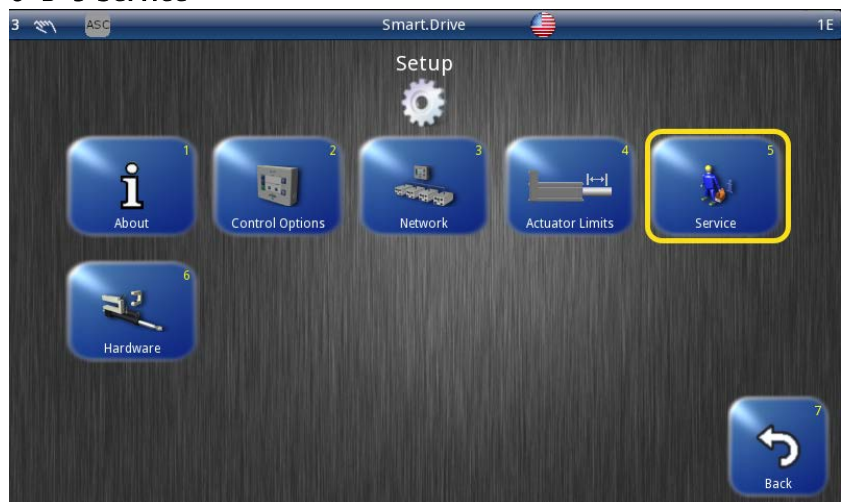 3 ASC Smart.Drive 1E
Setup
1 2 3 4 5
About Control Options Network Actuator Limits Service
6
Hardware
7
Back